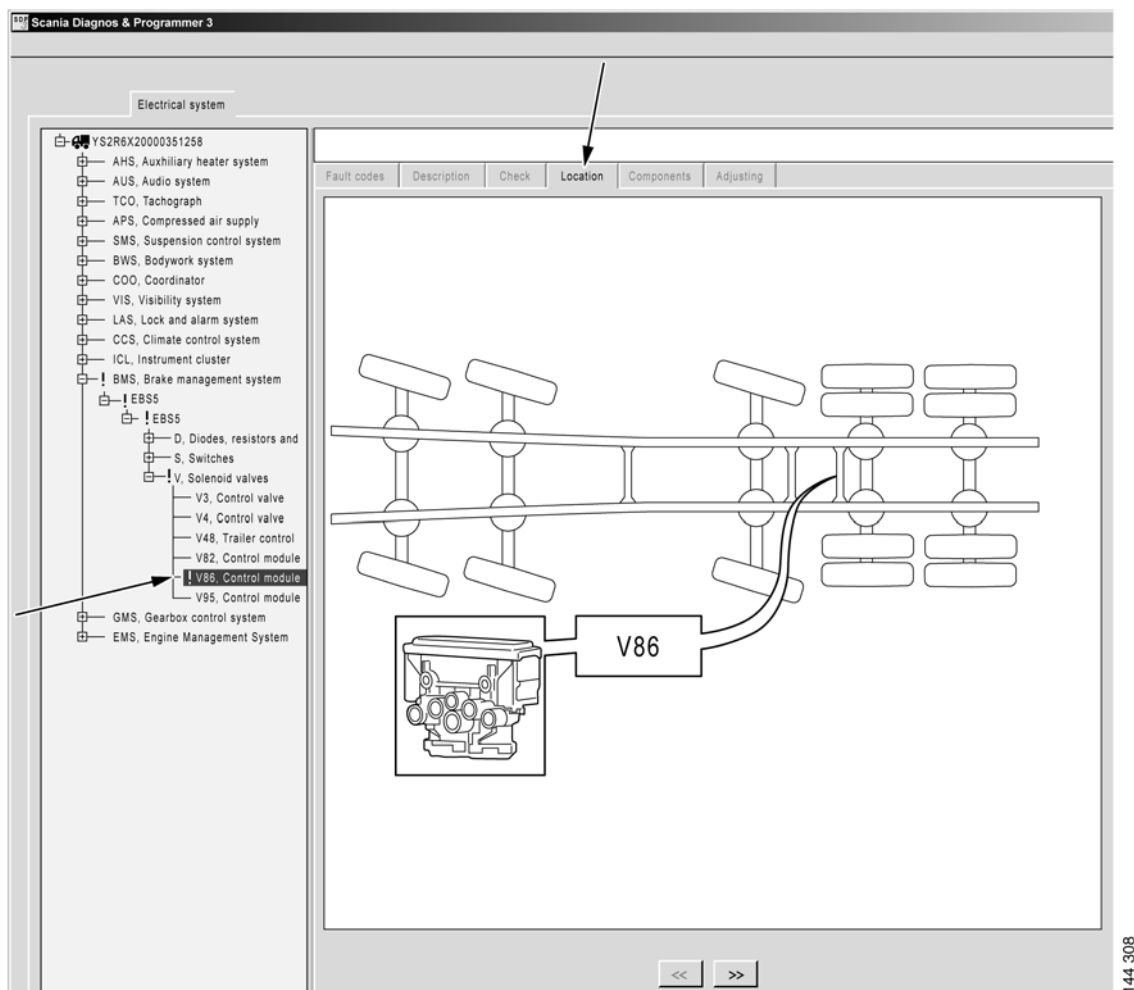 SDP 3 Scania Diagnos & Programmer 3
Electrical system
YS2R6X20000351258
AHS, Auxhiliary heater system
AUS, Audio system
TCO, Tachograph
APS, Compressed air supply
SMS, Suspension control system
BWS, Bodywork system
COO, Coordinator
VIS, Visibility system
LAS, Lock and alarm system
CCS, Climate control system
ICL, Instrument cluster
! BMS, Brake management system
! EBS5
! EBS5
D, Diodes, resistors and
S, Switches
! V, Solenoid valves
V3, Control valve
V4, Control valve
V48, Trailer control
V82, Control module
! V86, Control module
V95, Control module
GMS, Gearbox control system
EMS, Engine Management System
Fault codes Description Check Location Components Adjusting
V86
<< >>
144 308